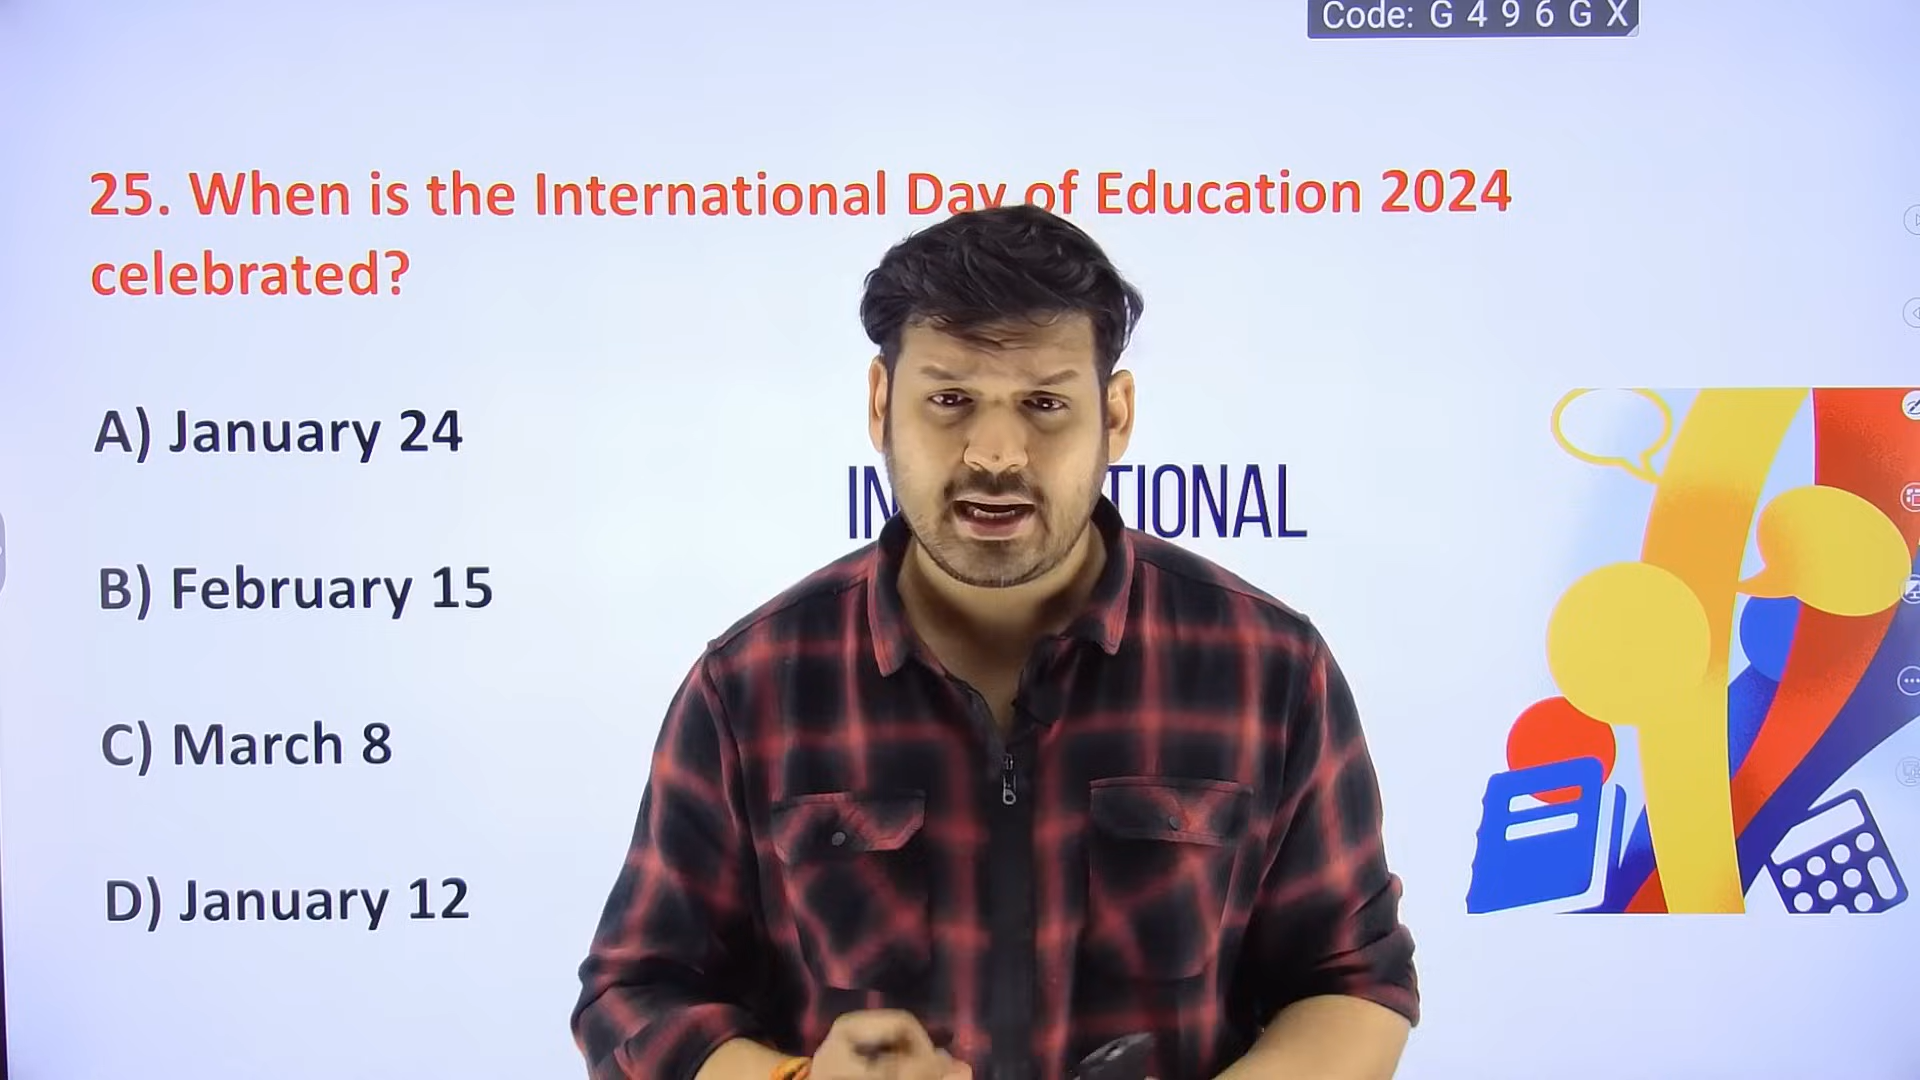 Code: G 4 9 6 G X
25. When is the International Day of Education 2024
celebrated?
A) January 24
B) February 15
C) March 8
D) January 12